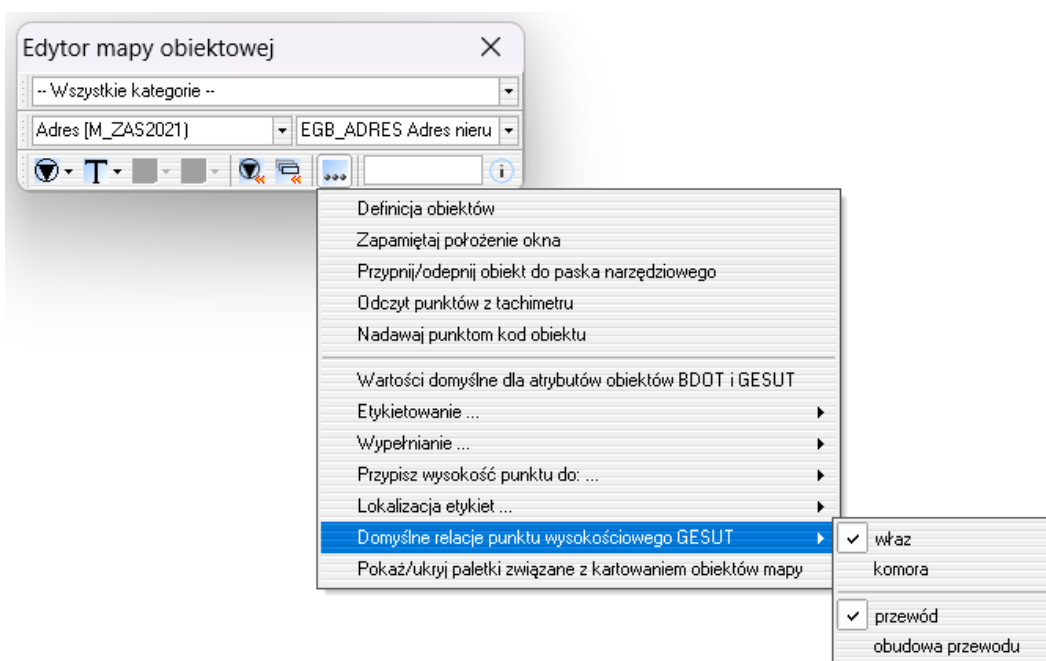 Edytor mapy obiektowej
-- Wszystkie kategorie --
Adres [M_ZAS2021) EGB_ADRES Adres nieru
T
Definicja obiektów
Zapamiętaj położenie okna
Przypnij/odepnij obiekt do paska narzędziowego
Odczyt punktów z tachimetru
Nadawaj punktom kod obiektu
Wartości domyślne dla atrybutów obiektów BDOT i GESUT
Etykietowanie ...
Wypełnianie ...
Przypisz wysokość punktu do: ...
Lokalizacja etykiet ...
Domyślne relacje punktu wysokościowego GESUT
Pokaż/ukryj paletki związane z kartowaniem obiektów mapy
właz
komora
przewód
obudowa przewodu